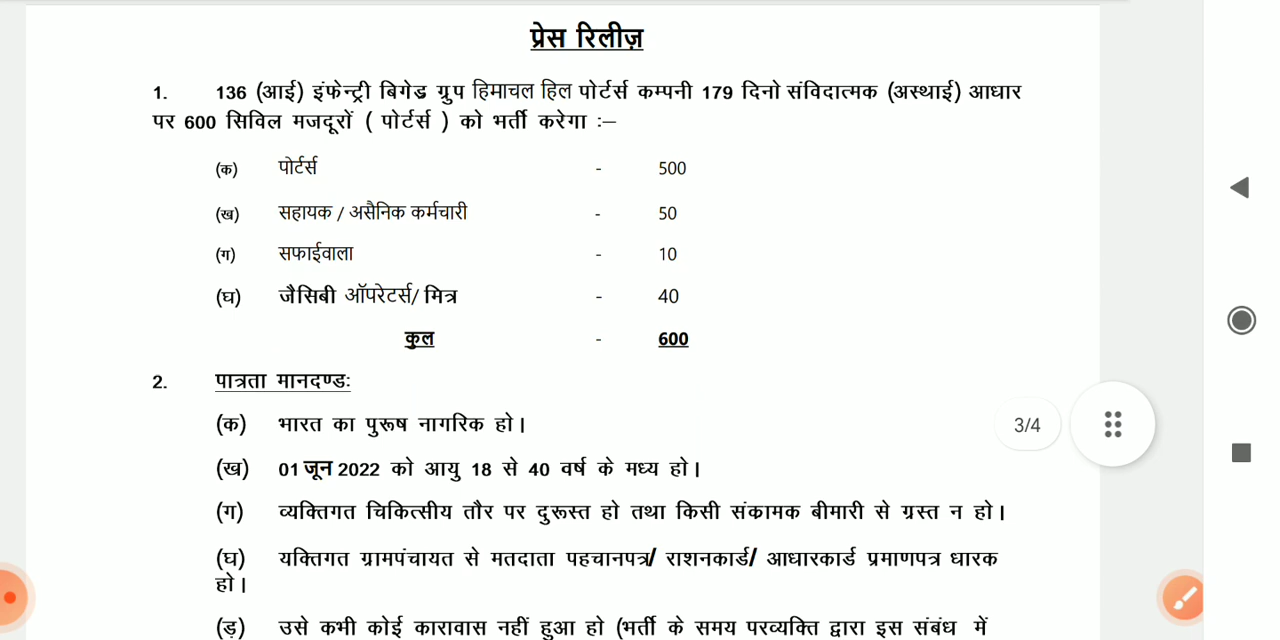 प्रेस रिलीज़
1. 136 (आई) इंफेन्ट्री बिगेड ग्रुप हिमाचल हिल पोर्टर्स कम्पनी 179 दिनो संविदात्मक (अस्थाई) आधार
पर 600 सिविल मजदूरों ( पोर्टर्स ) को भर्ती करेगा :–
(क) पोर्टर्स - 500
(ख) सहायक / असैनिक कर्मचारी - 50
(ग) सफाईवाला - 10
(घ) जैसिबी ऑपरेटर्स/ मित्र - 40
कुल - 600
2. पात्रता मानदण्डः
(क) भारत का पुरूष नागरिक हो।
(ख) 01 जून 2022 को आयु 18 से 40 वर्ष के मध्य हो।
(ग) व्यक्तिगत चिकित्सीय तौर पर दुरूस्त हो तथा किसी संकामक बीमारी से ग्रस्त न हो।
(घ) यक्तिगत ग्रामपंचायत से मतदाता पहचानपत्र/ राशनकार्ड/ आधारकार्ड प्रमाणपत्र धारक
हो।
(ड़) उसे कभी कोई कारावास नहीं हुआ हो (भर्ती के समय परव्यक्ति द्वारा इस संबंध में
3/4